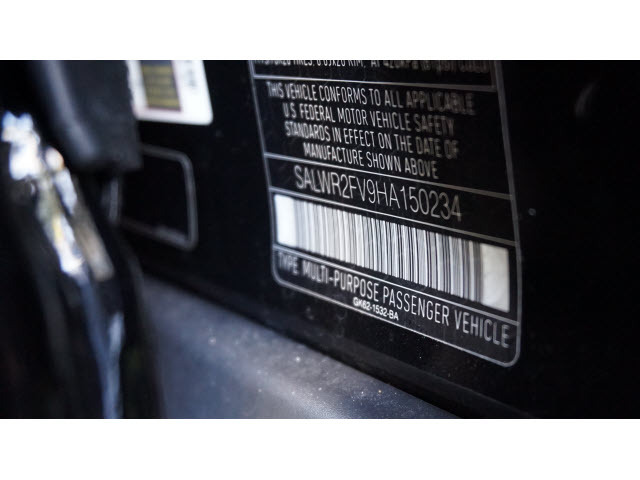 THIS VEHICLE CONFORMS TO ALL APPLICABLE
U.S. FEDERAL MOTOR VEHICLE SAFETY
STANDARDS IN EFFECT ON THE DATE OF
MANUFACTURE SHOWN ABOVE
SALWR2FV9HA150234
TYPE MULTI-PURPOSE PASSENGER VEHICLE
GK62-1532-BA